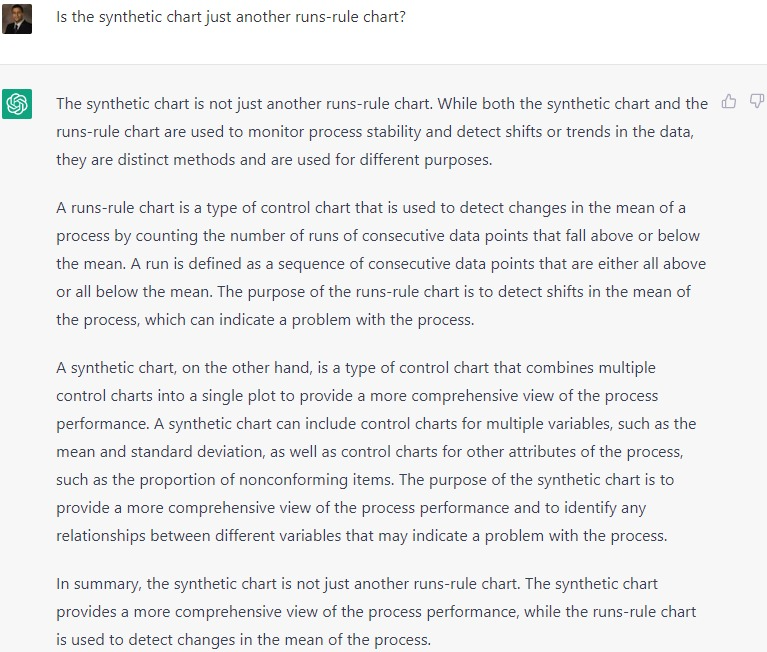 Is the synthetic chart just another runs-rule chart?
The synthetic chart is not just another runs-rule chart. While both the synthetic chart and the
runs-rule chart are used to monitor process stability and detect shifts or trends in the data,
they are distinct methods and are used for different purposes.
A runs-rule chart is a type of control chart that is used to detect changes in the mean of a
process by counting the number of runs of consecutive data points that fall above or below
the mean. A run is defined as a sequence of consecutive data points that are either all above
or all below the mean. The purpose of the runs-rule chart is to detect shifts in the mean of
the process, which can indicate a problem with the process.
A synthetic chart, on the other hand, is a type of control chart that combines multiple
control charts into a single plot to provide a more comprehensive view of the process
performance. A synthetic chart can include control charts for multiple variables, such as the
mean and standard deviation, as well as control charts for other attributes of the process,
such as the proportion of nonconforming items. The purpose of the synthetic chart is to
provide a more comprehensive view of the process performance and to identify any
relationships between different variables that may indicate a problem with the process.
In summary, the synthetic chart is not just another runs-rule chart. The synthetic chart
provides a more comprehensive view of the process performance, while the runs-rule chart
is used to detect changes in the mean of the process.